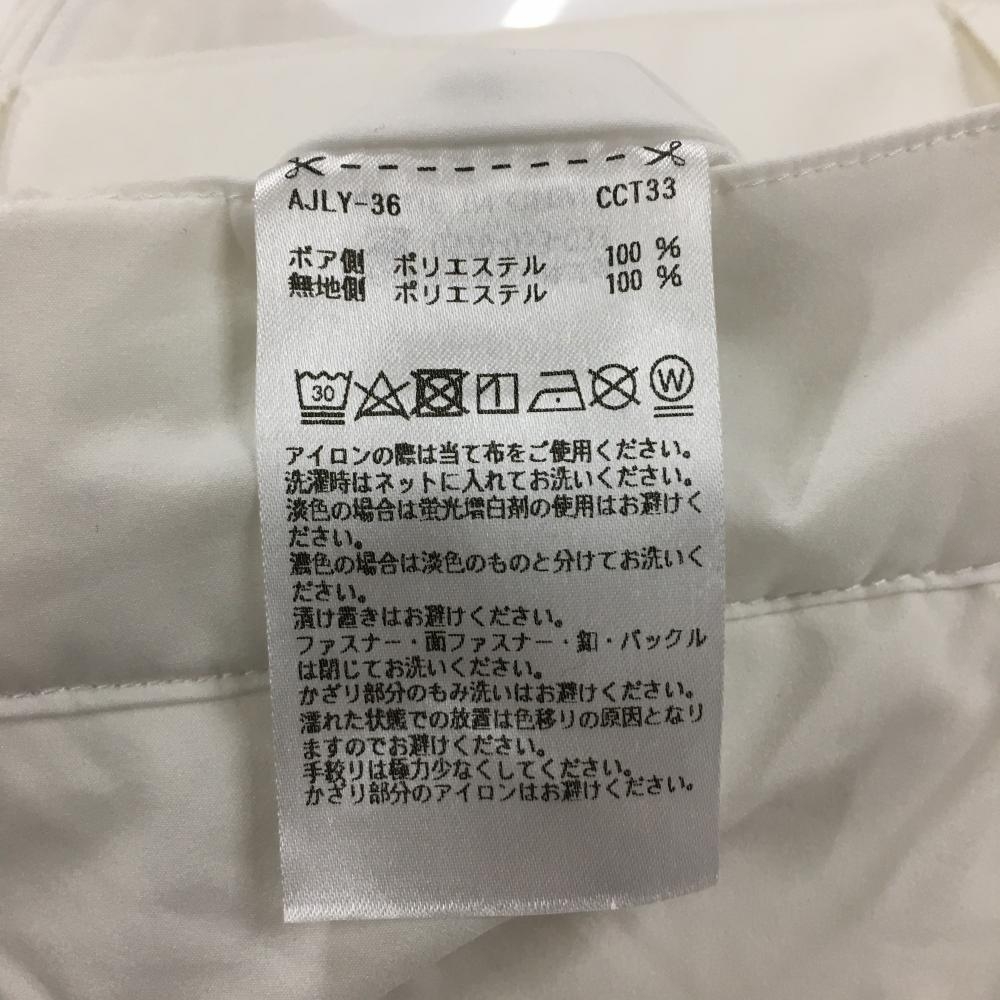 AJLY-36 CCT33
ボア側 ポリエステル 100 %
無地側 ポリエステル 100 %
30 W
アイロンの際は当て布をご使用ください。
洗濯時はネットに入れてお洗いください。
淡色の場合は蛍光増白剤の使用はお避けく
ださい。
濃色の場合は淡色のものと分けてお洗いく
ださい。
漬け置きはお避けください。
ファスナー・面ファスナー・釦・バックル
は閉じてお洗いください。
かざり部分のもみ洗いはお避けください。
濡れた状態での放置は色移りの原因となり
ますのでお避けください。
手絞りは極力少なくしてください。
かざり部分のアイロンはお避けください。